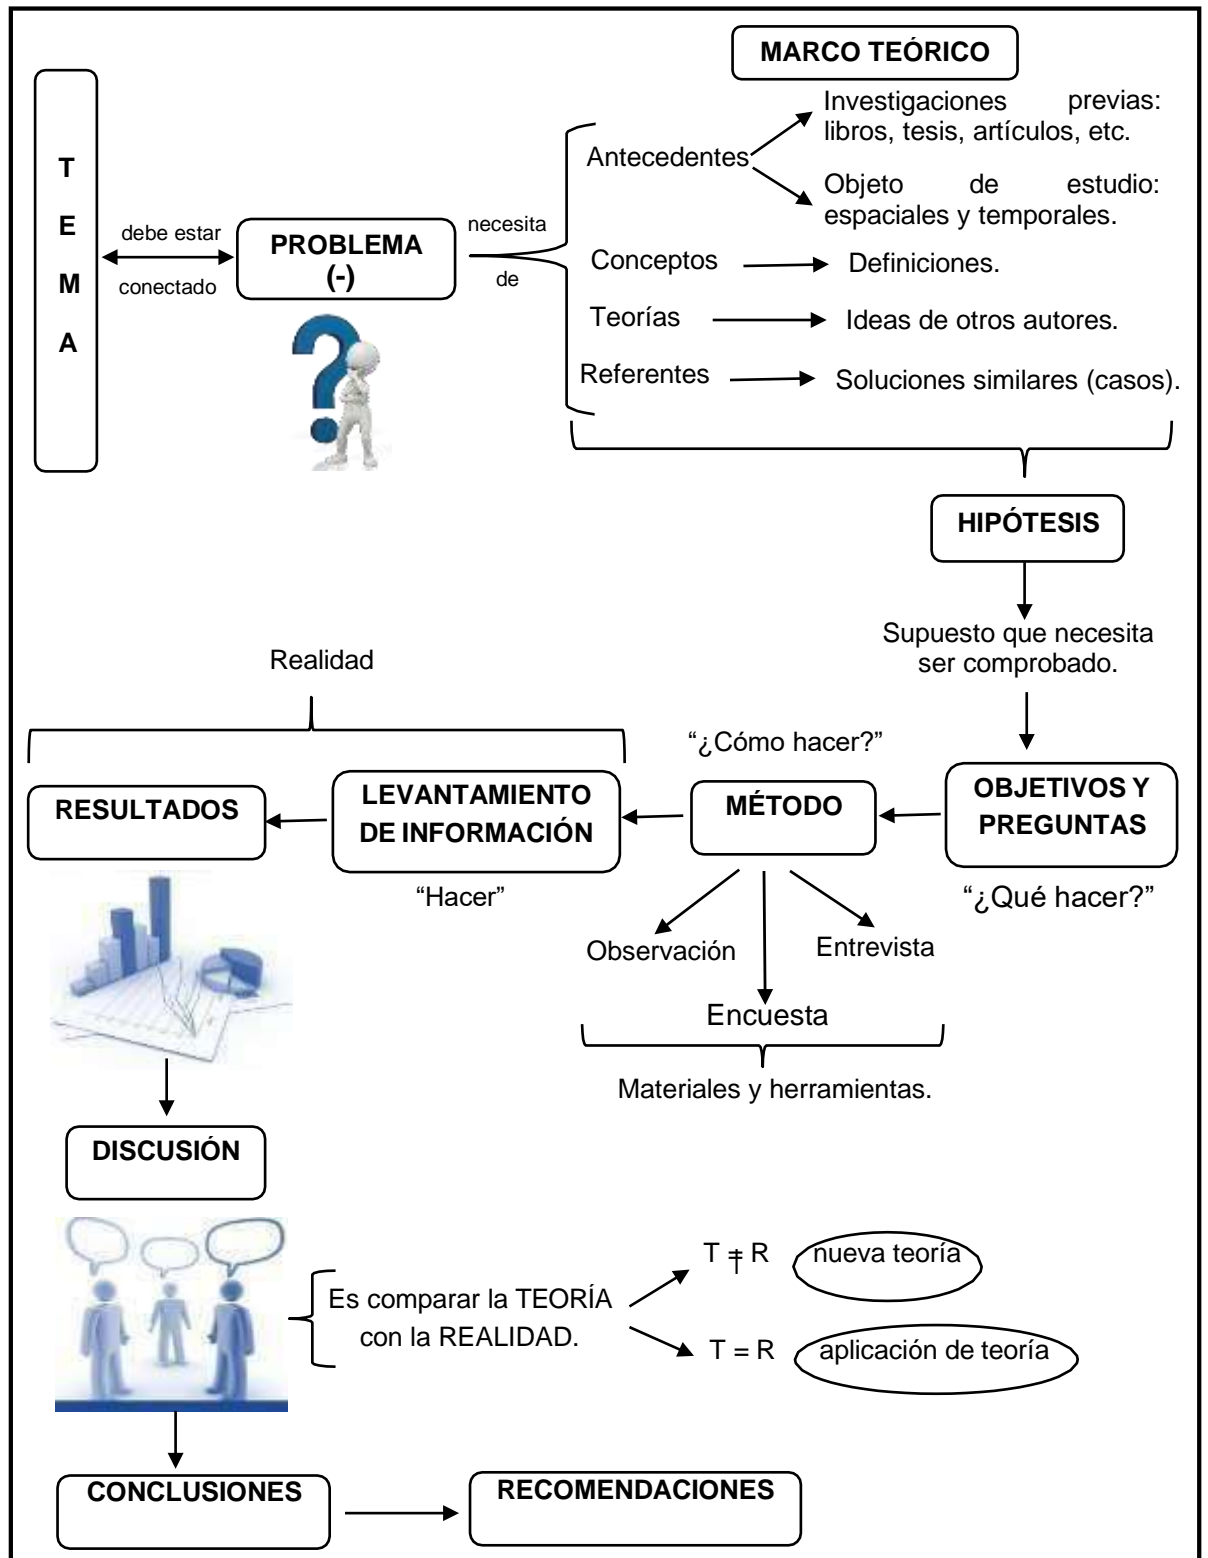 MARCO TEÓRICO
T
E
M
A
debe estar
conectado
PROBLEMA
(-)
necesita
de
Antecedentes
Investigaciones previas:
libros, tesis, artículos, etc.
Objeto de estudio:
espaciales y temporales.
Conceptos
Definiciones.
Teorías
Ideas de otros autores.
Referentes
Soluciones similares (casos).
HIPÓTESIS
Supuesto que necesita
ser comprobado.
OBJETIVOS Y
PREGUNTAS
“¿Qué hacer?”
“¿Cómo hacer?”
MÉTODO
Observación
Entrevista
Encuesta
Materiales y herramientas.
Realidad
LEVANTAMIENTO
DE INFORMACIÓN
“Hacer”
RESULTADOS
DISCUSIÓN
Es comparar la TEORÍA
con la REALIDAD.
T ≠ R
nueva teoría
T = R
aplicación de teoría
CONCLUSIONES
RECOMENDACIONES